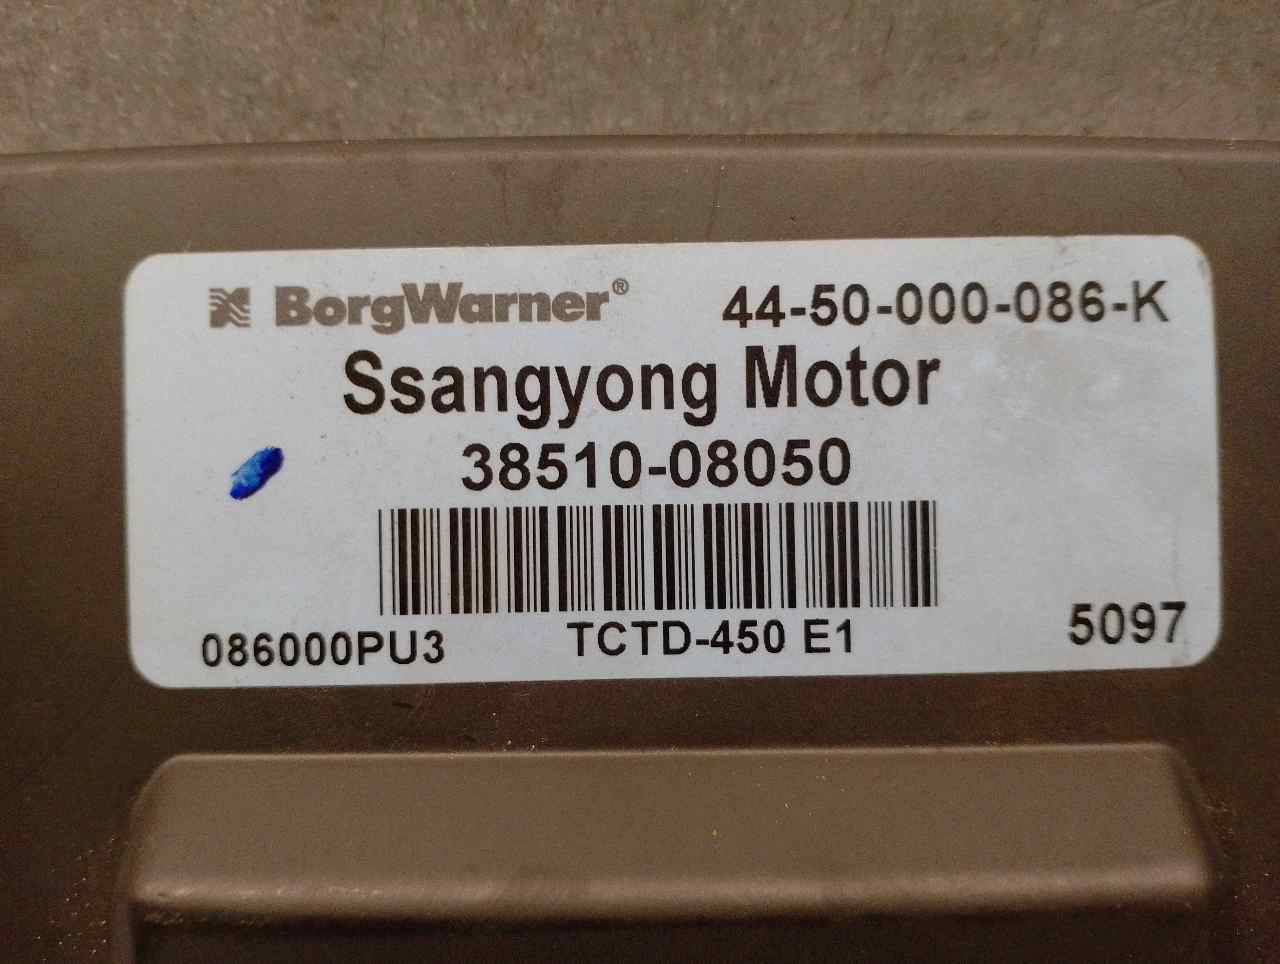 BorgWarner® 44-50-000-086-K
Ssangyong Motor
38510-08050
086000PU3 TCTD-450 E1 5097